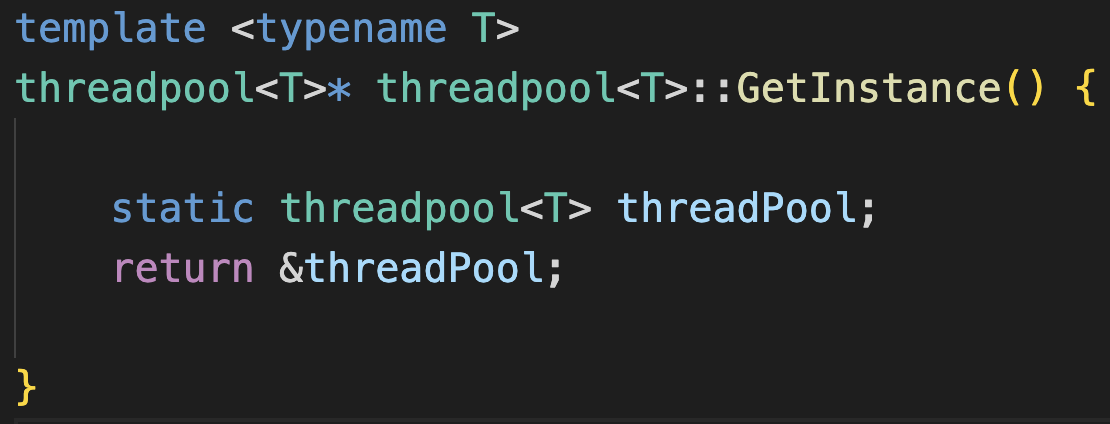 template <typename T>
threadpool<T>* threadpool<T>::GetInstance() {
static threadpool<T> threadPool;
return &threadPool;
}